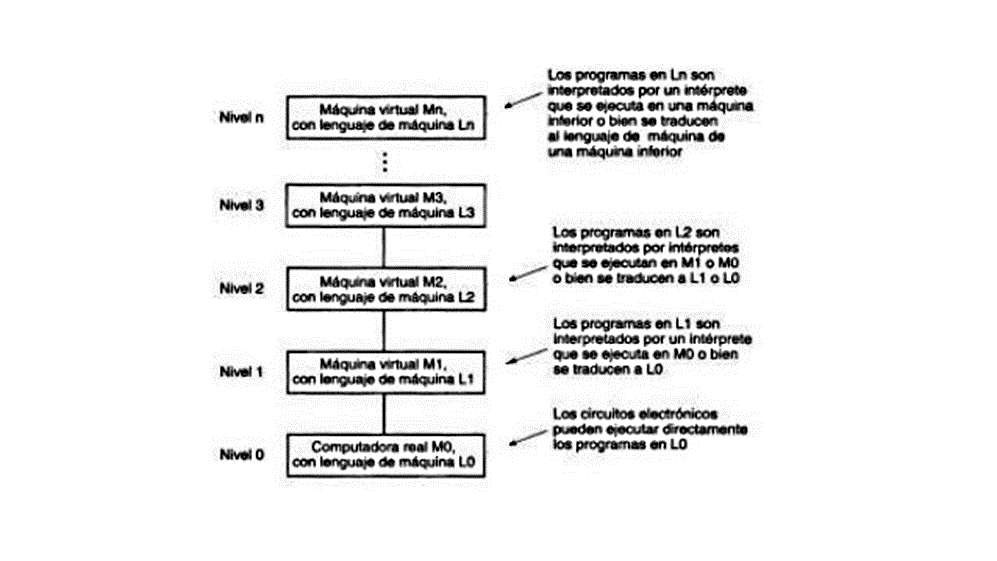 Los programas en Ln son
interpretados por un intérprete
que se ejecuta en una máquina
inferior o bien se traducen
al lenguaje de máquina de
una máquina inferior
Nivel n
Máquina virtual Mn,
con lenguaje de máquina Ln
Nivel 3
Máquina virtual M3,
con lenguaje de máquina L3
Los programas en L2 son
interpretados por intérpretes
que se ejecutan en M1 o M0
o bien se traducen a L1 o L0
Nivel 2
Máquina virtual M2,
con lenguaje de máquina L2
Los programas en L1 son
interpretados por un intérprete
que se ejecuta en M0 o bien
se traducen a L0
Nivel 1
Máquina virtual M1,
con lenguaje de máquina L1
Los circuitos electrónicos
pueden ejecutar directamente
los programas en L0
Nivel 0
Computadora real M0,
con lenguaje de máquina L0